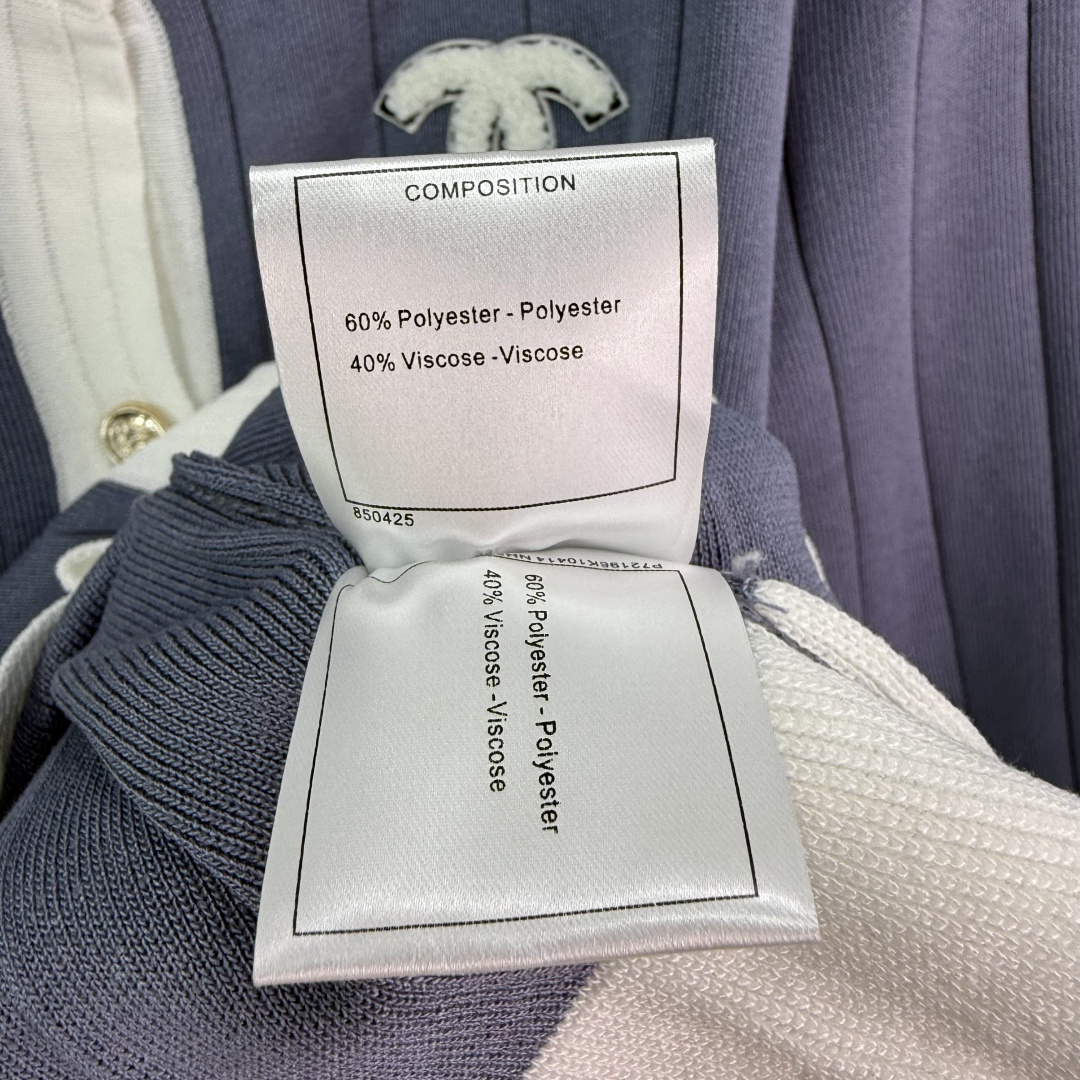 COMPOSITION
60% Polyester - Polyester
40% Viscose -Viscose
850425
60% Polyester - Polyester
40% Viscose -Viscose